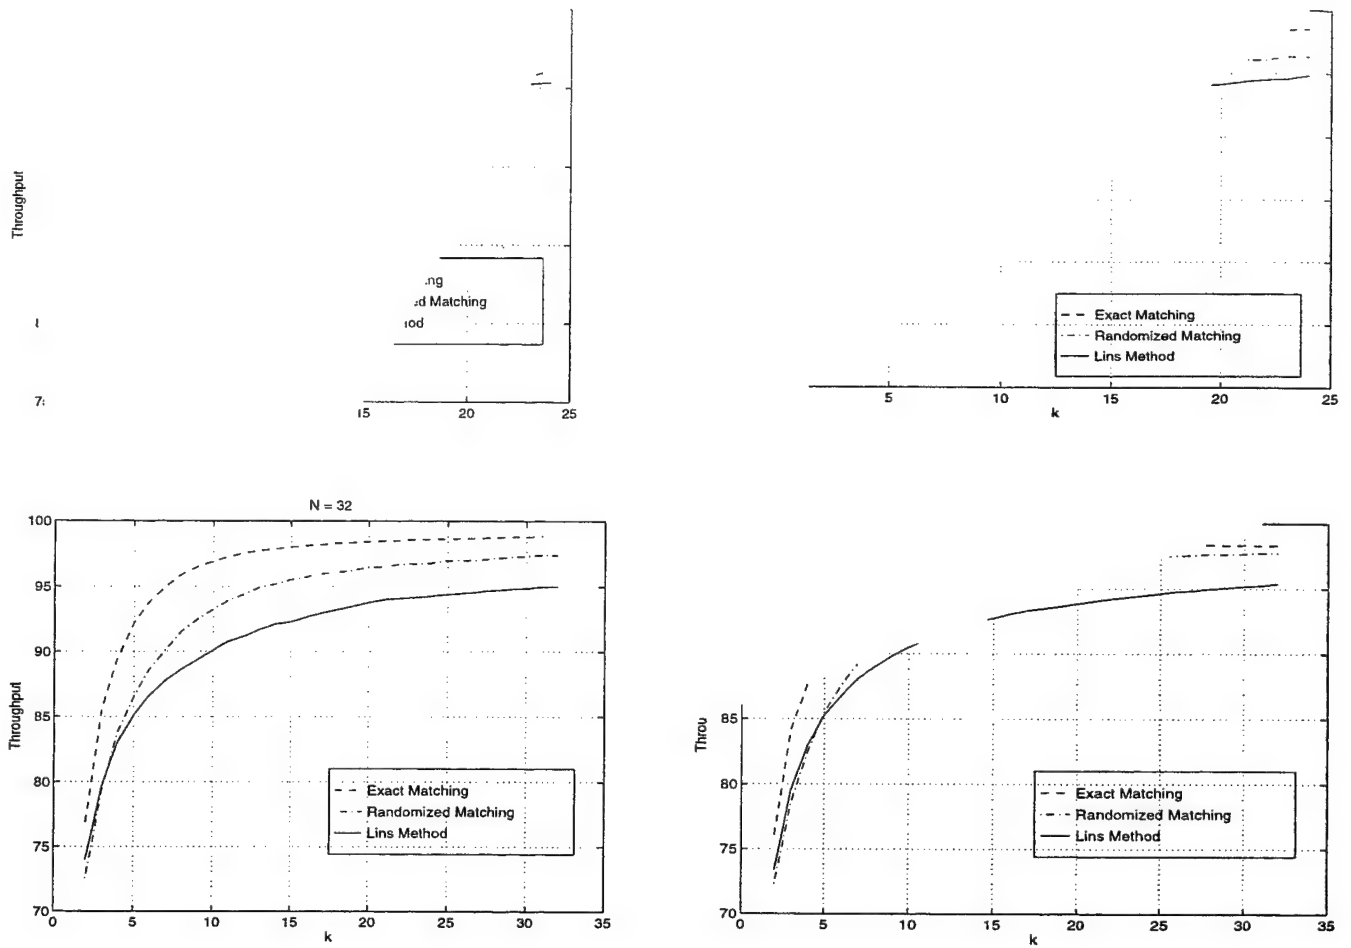 Throughput
Matching
15 20 25
Exact Matching
Randomized Matching
Lins Method
5 10 15 20 25
k
N = 32
100
95
90
85
80
75
70
Throughput
Exact Matching
Randomized Matching
Lins Method
0 5 10 15 20 25 30 35
k
85
80
75
70
Exact Matching
Randomized Matching
Lins Method
0 5 10 15 20 25 30 35
k